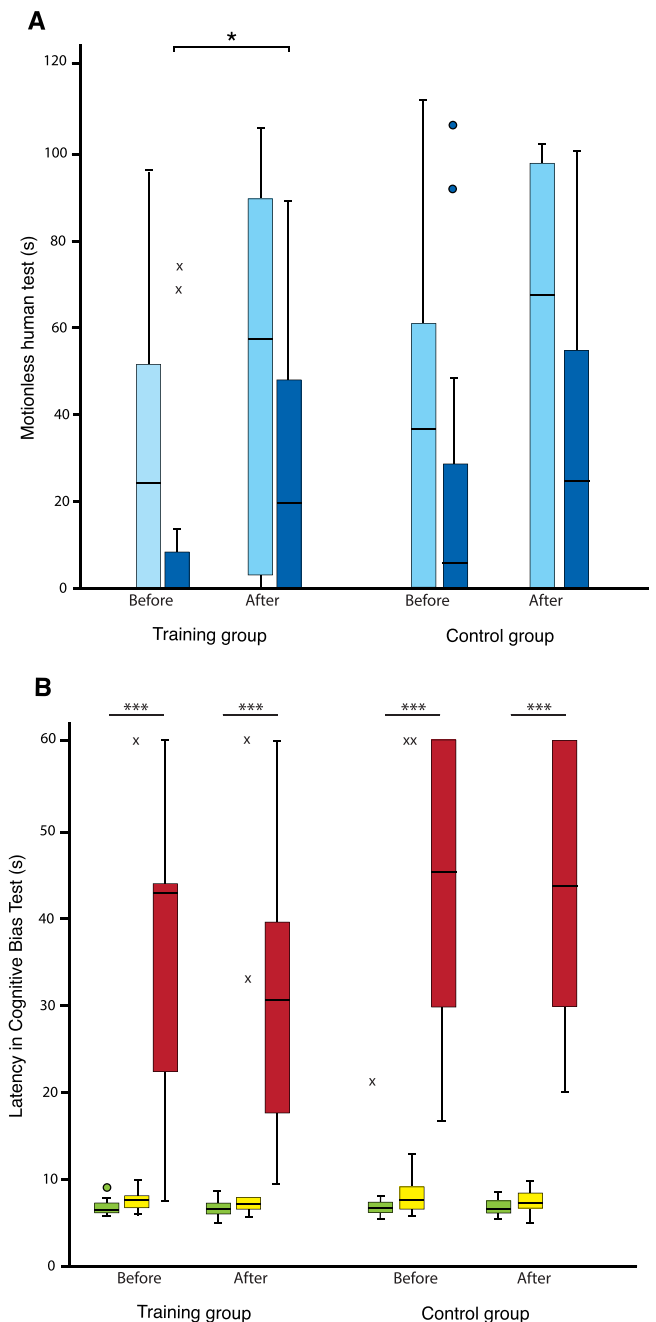 A
*
120
100
80
60
40
20
0
Motionless human test (s)
x
x
Before
After
Before
After
Training group
Control group
B
*** *** *** ***
60
50
40
30
20
10
0
Latency in Cognitive Bias Test (s)
x
x
x
xx
x
Before
After
Before
After
Training group
Control group